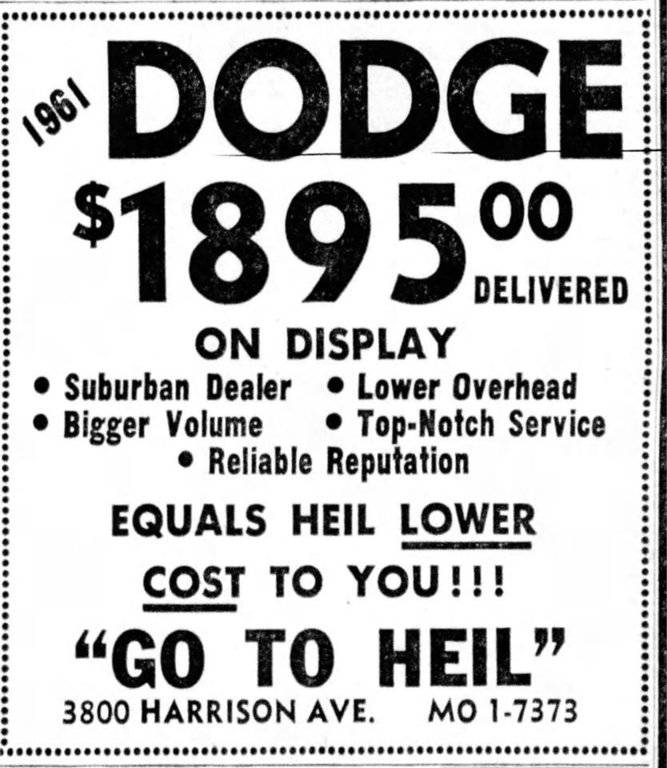 1961 DODGE
$1895.00
DELIVERED
ON DISPLAY
• Suburban Dealer • Lower Overhead
• Bigger Volume • Top-Notch Service
• Reliable Reputation
EQUALS HEIL LOWER
COST TO YOU!!!
“GO TO HEIL”
3800 HARRISON AVE. MO 1-7373